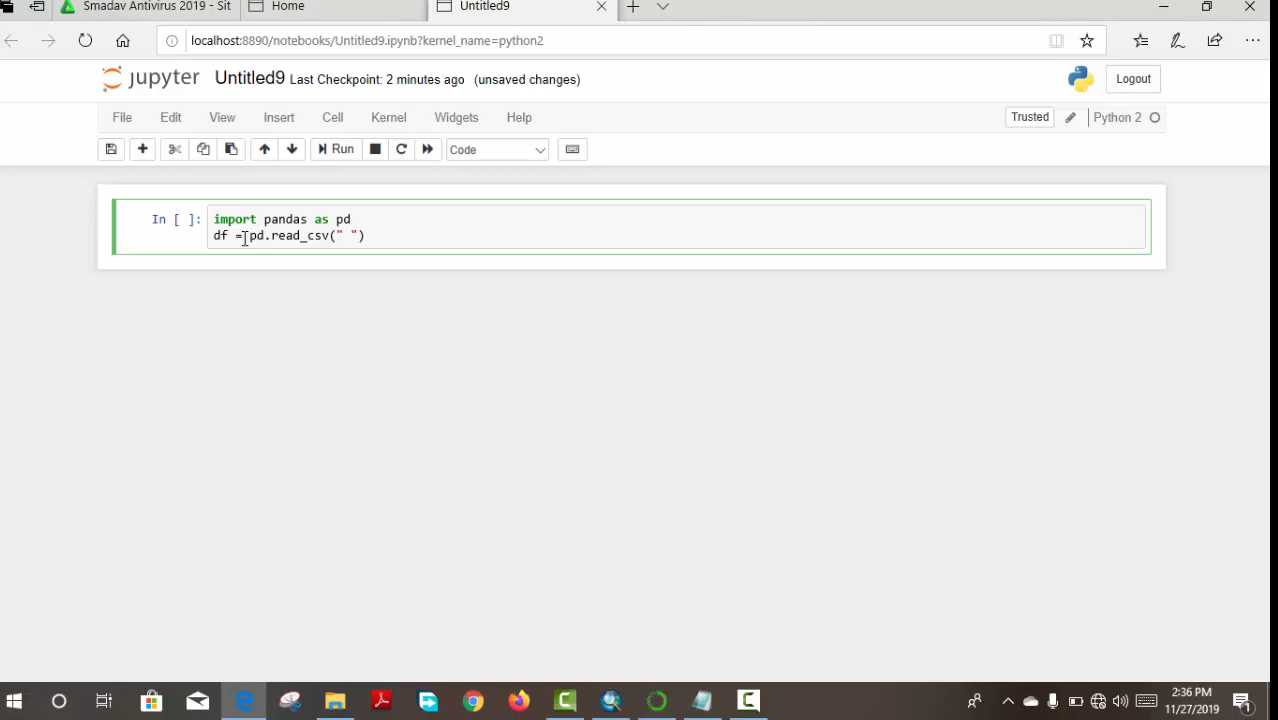 Smadav Antivirus 2019 - Sit
Home
Untitled9
localhost:8890/notebooks/Untitled9.ipynb?kernel_name=python2
jupyter Untitled9 Last Checkpoint: 2 minutes ago (unsaved changes)
Logout
File Edit View Insert Cell Kernel Widgets Help
Trusted
Python 2
Run
Code
In [ ]: import pandas as pd
df =pd.read_csv(" ")
2:36 PM
11/27/2019
1